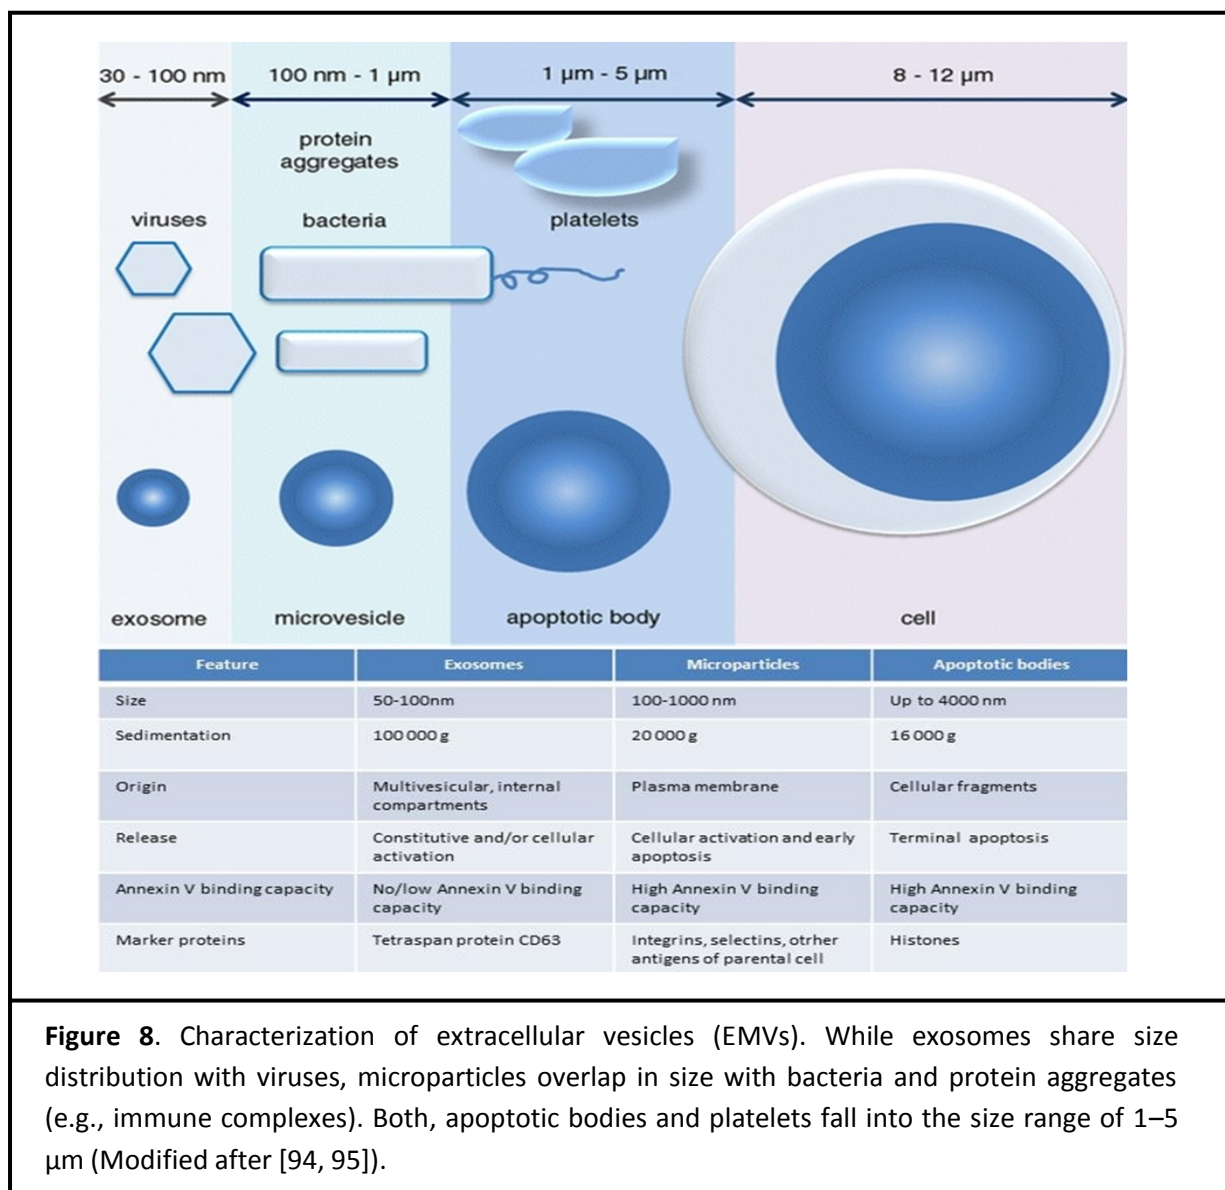 30 - 100 nm 100 nm - 1 µm 1 µm - 5 µm 8 - 12 µm
protein
aggregates
viruses bacteria platelets
exosome microvesicle apoptotic body cell
Feature Exosomes Microparticles Apoptotic bodies
Size 50-100nm 100-1000 nm Up to 4000 nm
Sedimentation 100 000 g 20 000 g 16 000 g
Origin Multivesicular, internal Plasma membrane Cellular fragments
compartments
Release Constitutive and/or cellular Cellular activation and early Terminal apoptosis
activation apoptosis
Annexin V binding capacity No/low Annexin V binding High Annexin V binding High Annexin V binding
capacity capacity capacity
Marker proteins Tetraspan protein CD63 Integrins, selectins, otrher Histones
antigens of parental cell
Figure 8. Characterization of extracellular vesicles (EMVs). While exosomes share size
distribution with viruses, microparticles overlap in size with bacteria and protein aggregates
(e.g., immune complexes). Both, apoptotic bodies and platelets fall into the size range of 1–5
µm (Modified after [94, 95]).